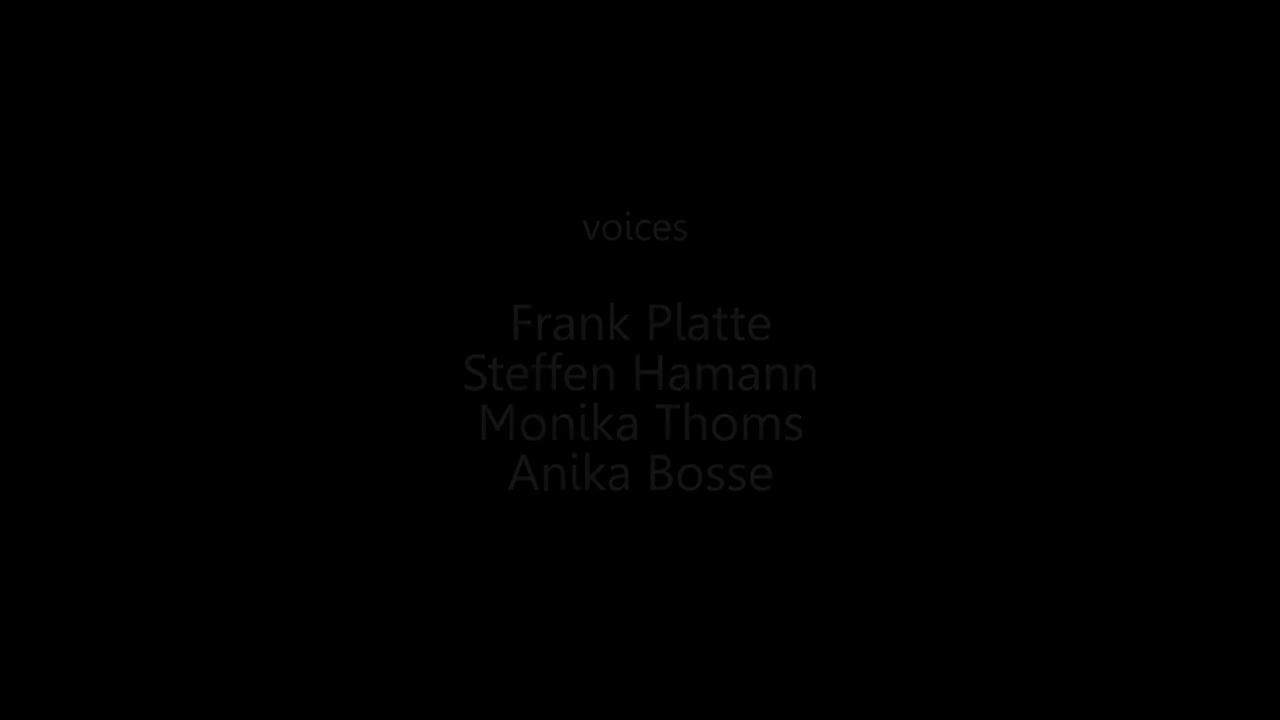 voices
Frank Platte
Steffen Hamann
Monika Thoms
Anika Bosse